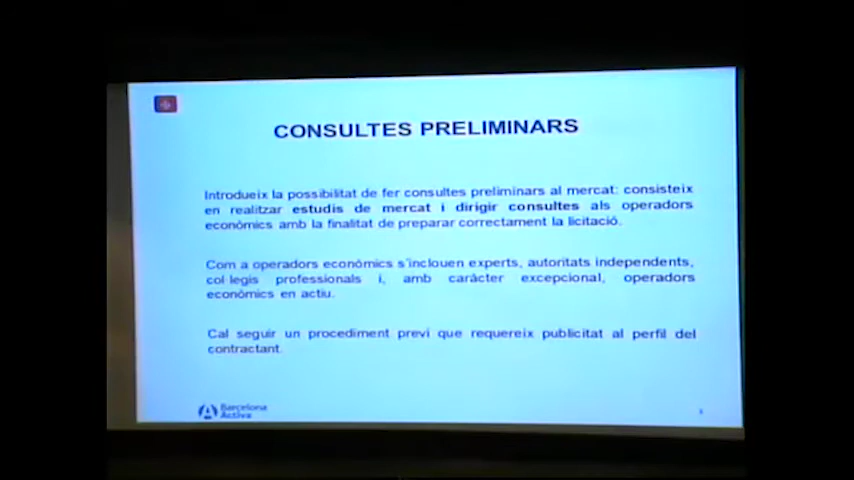 CONSULTES PRELIMINARS
Introdueix la possibilitat de fer consultes preliminars al mercat: consisteix
en realitzar estudis de mercat i dirigir consultes als operadors
econòmics amb la finalitat de preparar correctament la licitació.
Com a operadors econòmics s'inclouen experts, autoritats independents,
col·legis professionals i, amb caràcter excepcional, operadors
econòmics en actiu.
Cal seguir un procediment previ que requereix publicitat al perfil del
contractant.
Barcelona
Activa